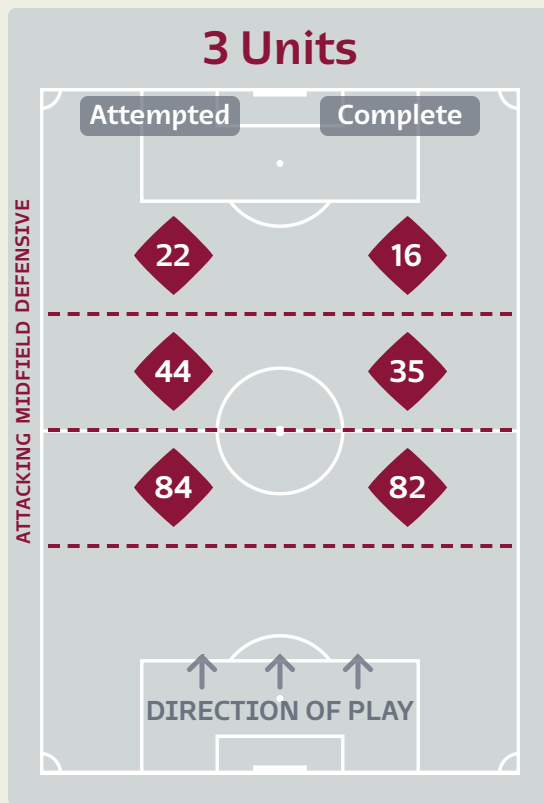 3 Units
Attempted Complete
ATTACKING MIDFIELD DEFENSIVE
22 16
44 35
84 82
DIRECTION OF PLAY